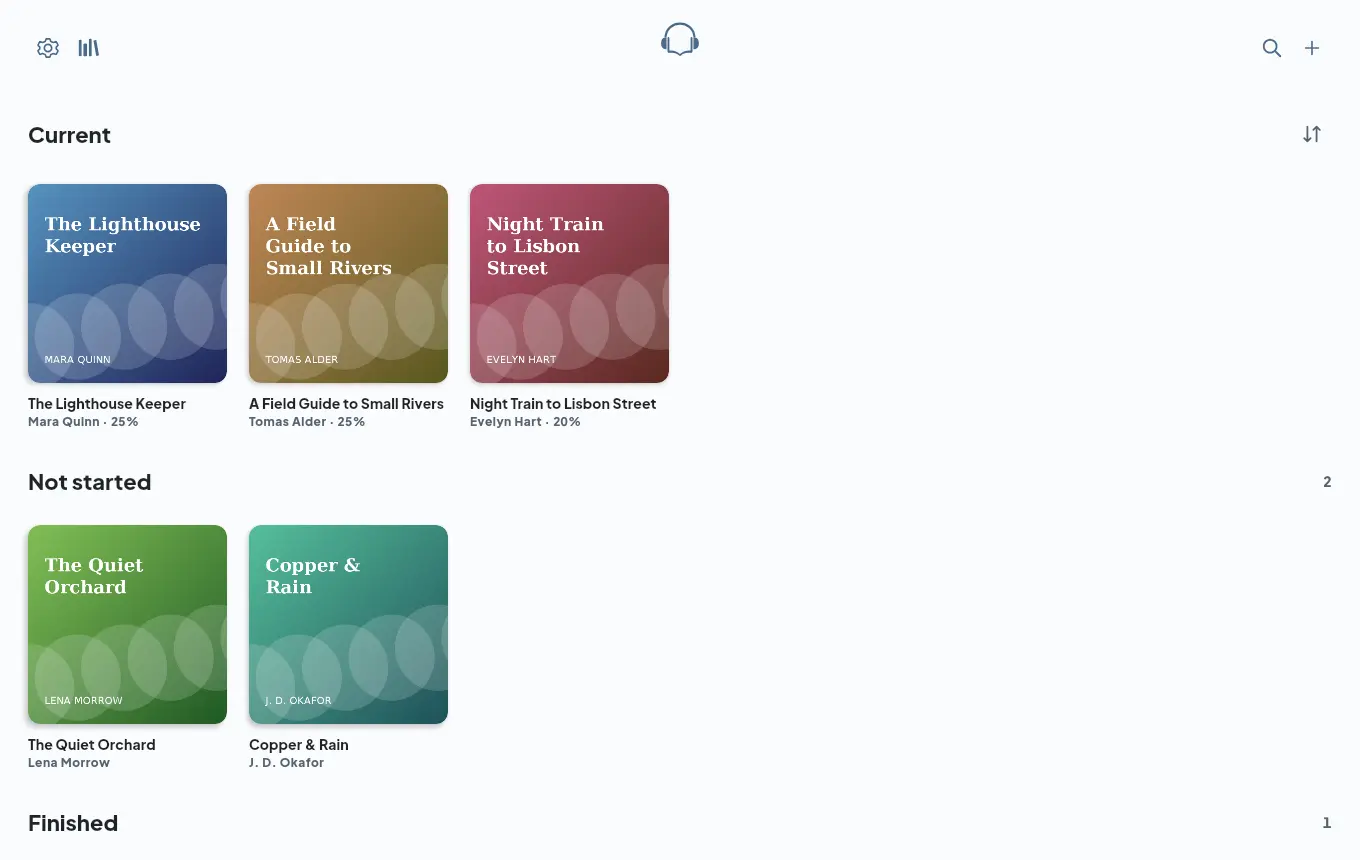 Current
The Lighthouse
Keeper
MARA QUINN
The Lighthouse Keeper
Mara Quinn · 25%
A Field
Guide to
Small Rivers
TOMAS ALDER
A Field Guide to Small Rivers
Tomas Alder · 25%
Night Train
to Lisbon
Street
EVELYN HART
Night Train to Lisbon Street
Evelyn Hart · 20%
Not started
2
The Quiet
Orchard
LENA MORROW
The Quiet Orchard
Lena Morrow
Copper &
Rain
J. D. OKAFOR
Copper & Rain
J. D. Okafor
Finished
1